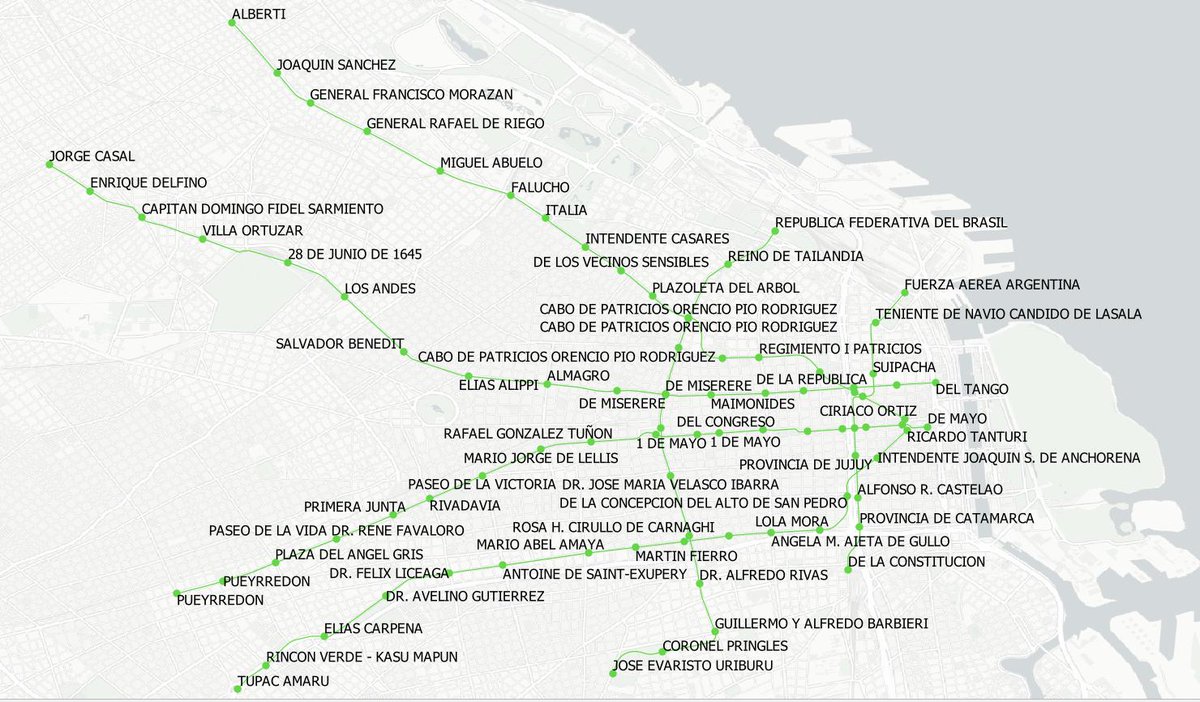 ALBERTI
JOAQUIN SANCHEZ
GENERAL FRANCISCO MORAZAN
GENERAL RAFAEL DE RIEGO
JORGE CASAL
MIGUEL ABUELO
ENRIQUE DELFINO
FALUCHO
CAPITAN DOMINGO FIDEL SARMIENTO
ITALIA
REPUBLICA FEDERATIVA DEL BRASIL
VILLA ORTUZAR
INTENDENTE CASARES
28 DE JUNIO DE 1645
REINO DE TAILANDIA
DE LOS VECINOS SENSIBLES
FUERZA AEREA ARGENTINA
LOS ANDES
PLAZOLETA DEL ARBOL
CABO DE PATRICIOS ORENCIO PIO RODRIGUEZ
TENIENTE DE NAVIO CANDIDO DE LASALA
CABO DE PATRICIOS ORENCIO PIO RODRIGUEZ
SALVADOR BENEDIT
REGIMIENTO I PATRICIOS
CABO DE PATRICIOS ORENCIO PIO RODRIGUEZ
SUIPACHA
ALMAGRO
DE LA REPUBLICA
ELIAS ALIPPI
DE MISERERE
DEL TANGO
DE MISERERE
MAIMONIDES
CIRIACO ORTIZ
DE MAYO
DEL CONGRESO
RAFAEL GONZALEZ TUÑON
RICARDO TANTURI
1 DE MAYO
1 DE MAYO
MARIO JORGE DE LELLIS
INTENDENTE JOAQUIN S. DE ANCHORENA
PROVINCIA DE JUJUY
PASEO DE LA VICTORIA
DR. JOSE MARIA VELASCO IBARRA
ALFONSO R. CASTELAO
PRIMERA JUNTA
RIVADAVIA
DE LA CONCEPCION DEL ALTO DE SAN PEDRO
PROVINCIA DE CATAMARCA
LOLA MORA
PASEO DE LA VIDA DR. RENE FAVALORO
ROSA H. CIRULLO DE CARNAGHI
ANGELA M. AIETA DE GULLO
MARIO ABEL AMAYA
PLAZA DEL ANGEL GRIS
MARTIN FIERRO
DE LA CONSTITUCION
DR. FELIX LICEAGA
ANTOINE DE SAINT-EXUPERY
DR. ALFREDO RIVAS
PUEYRREDON
DR. AVELINO GUTIERREZ
PUEYRREDON
GUILLERMO Y ALFREDO BARBIERI
ELIAS CARPENA
CORONEL PRINGLES
RINCON VERDE - KASU MAPUN
JOSE EVARISTO URIBURU
TUPAC AMARU